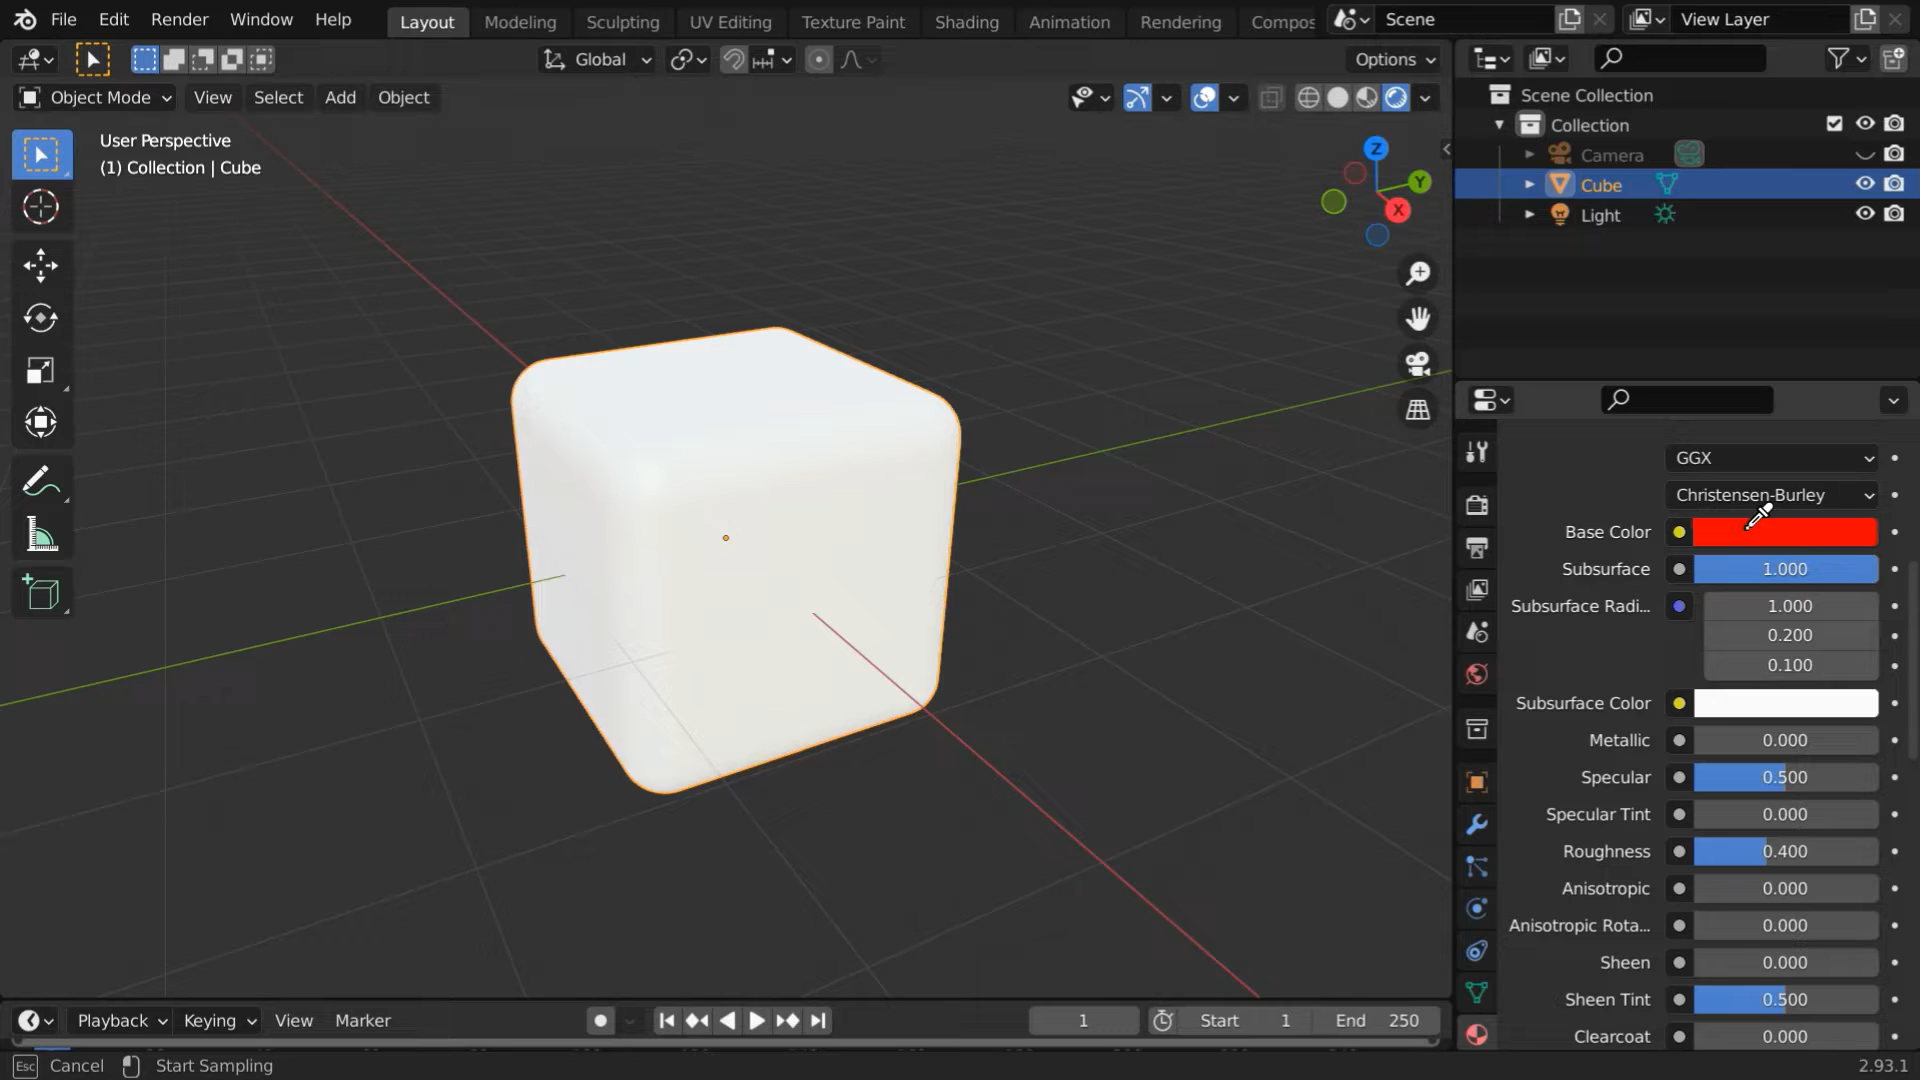 File Edit Render Window Help Layout Modeling Sculpting UV Editing Texture Paint Shading Animation Rendering Compos Scene View Layer
Global Options
Object Mode View Select Add Object
User Perspective
(1) Collection | Cube
Z
Y
X
Scene Collection
Collection
Camera
Cube
Light
GGX
Christensen-Burley
Base Color
Subsurface 1.000
Subsurface Radi... 1.000
0.200
0.100
Subsurface Color
Metallic 0.000
Specular 0.500
Specular Tint 0.000
Roughness 0.400
Anisotropic 0.000
Anisotropic Rota... 0.000
Sheen 0.000
Sheen Tint 0.500
Clearcoat 0.000
Playback Keying View Marker 1 Start 1 End 250
Esc Cancel Start Sampling 2.93.1